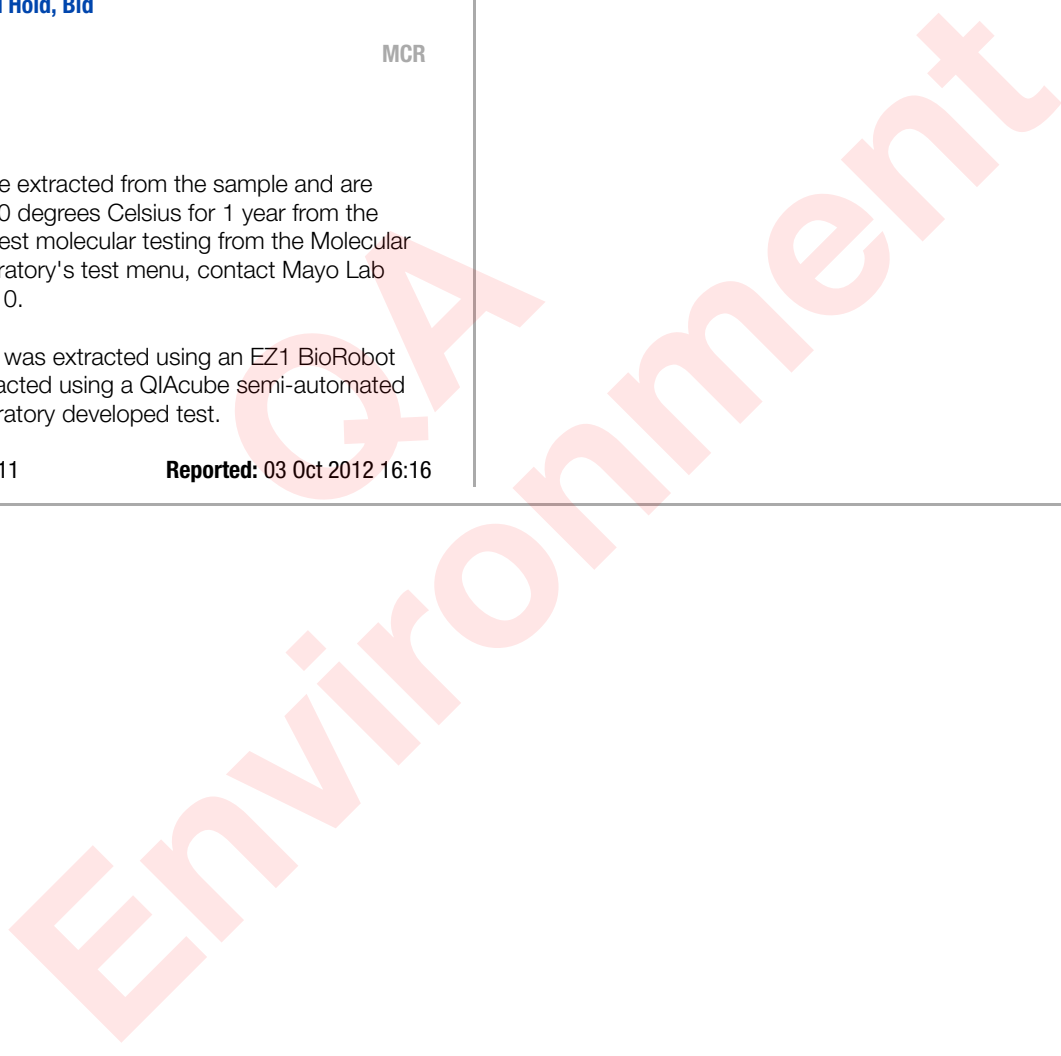 Hold, Bld
MCR
e extracted from the sample and are
0 degrees Celsius for 1 year from the
est molecular testing from the Molecular
ratory's test menu, contact Mayo Lab
0.
was extracted using an EZ1 BioRobot
acted using a QIAcube semi-automated
ratory developed test.
11 Reported: 03 Oct 2012 16:16
QA
Environment